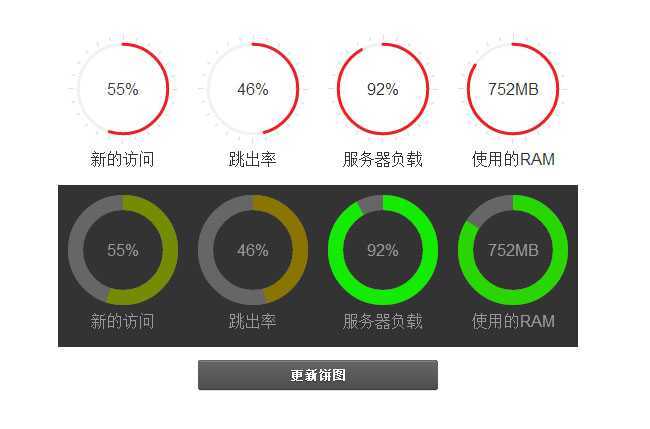 55%
46%
92%
752MB
新的访问
跳出率
服务器负载
使用的RAM
55%
46%
92%
752MB
新的访问
跳出率
服务器负载
使用的RAM
更新饼图